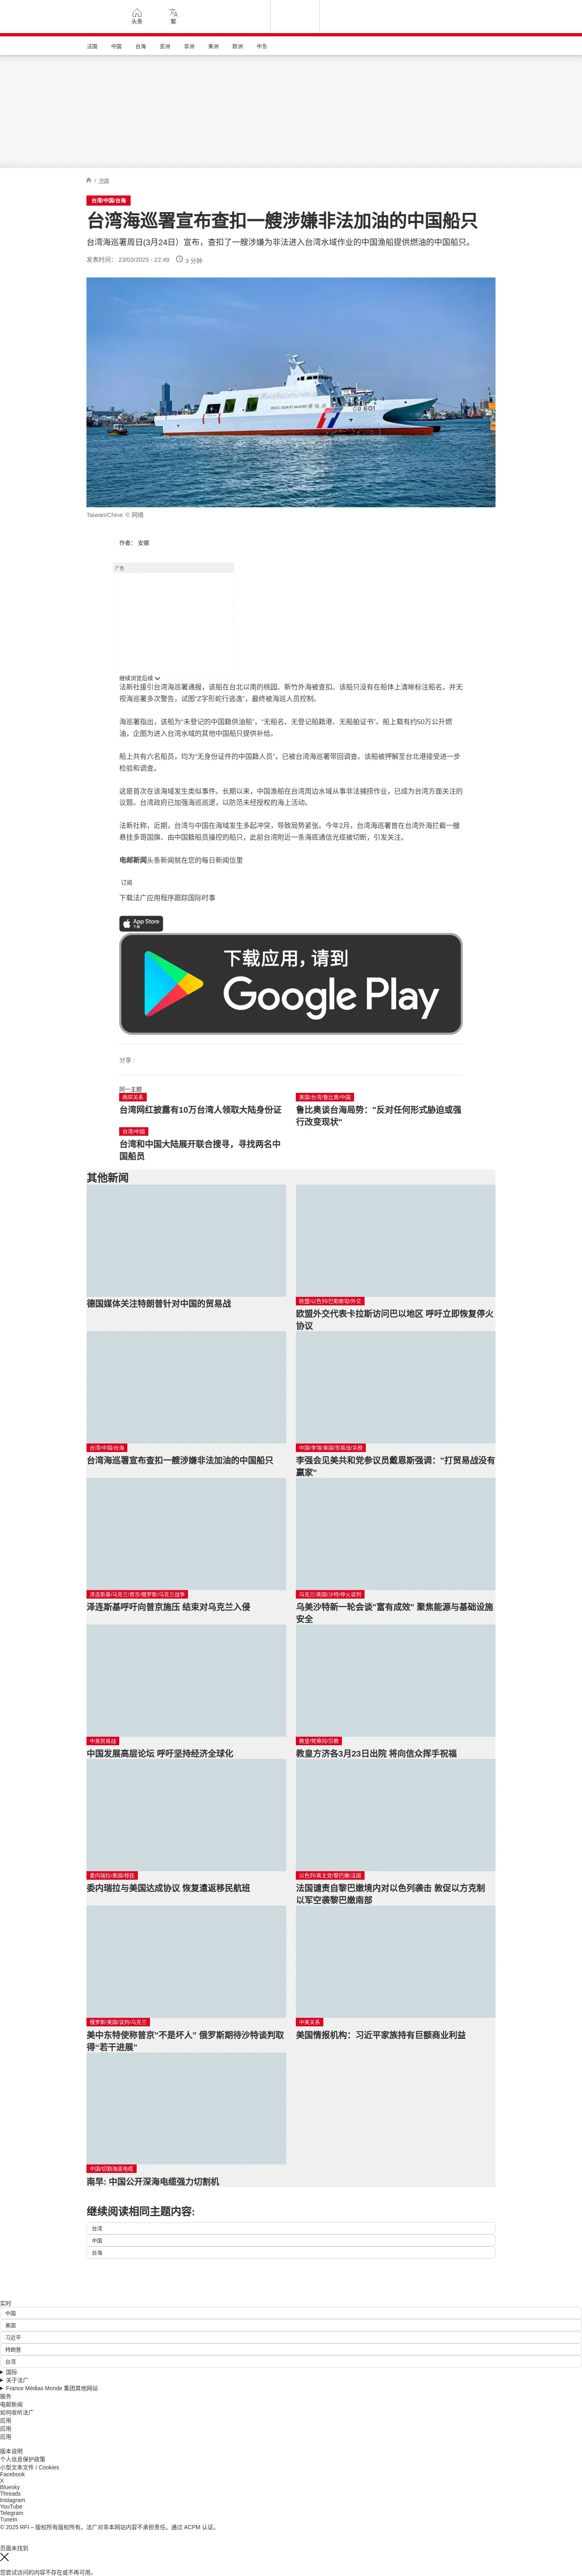 头条
繁
法国 中国 台海 亚洲 非洲 美洲 欧洲 中东
/ 中国
台湾/中国/台海
台湾海巡署宣布查扣一艘涉嫌非法加油的中国船只
台湾海巡署周日(3月24日）宣布，查扣了一艘涉嫌为非法进入台湾水域作业的中国渔船提供燃油的中国船只。
发表时间： 23/03/2025 - 22:49 3 分钟
CG 601
Taiwan/Chine © 网络
作者： 安娜
广告
继续浏览后续
法新社援引台湾海巡署通报，该船在台北以南的桃园、新竹外海被查扣。该船只没有在船体上清晰标注船名，并无
视海巡署多次警告，试图“Z字形蛇行逃逸”，最终被海巡人员控制。
海巡署指出，该船为“未登记的中国籍供油船”，“无船名、无登记船籍港、无船舶证书”。船上载有约50万公升燃
油，企图为进入台湾水域的其他中国船只提供补给。
船上共有六名船员，均为“无身份证件的中国籍人员”，已被台湾海巡署带回调查。该船被押解至台北港接受进一步
检验和调查。
这是首次在该海域发生类似事件。长期以来，中国渔船在台湾周边水域从事非法捕捞作业，已成为台湾方面关注的
议题。台湾政府已加强海巡巡逻，以防范未经授权的海上活动。
法新社称，近期，台湾与中国在海域发生多起冲突，导致局势紧张。今年2月，台湾海巡署曾在台湾外海拦截一艘
悬挂多哥国旗、由中国籍船员操控的船只，此前台湾附近一条海底通信光缆被切断，引发关注。
电邮新闻头条新闻就在您的每日新闻信里
订阅
下载法广应用程序跟踪国际时事
App Store
下载
下载应用，请到
Google Play
分享 :
同一主题
两岸关系
台湾网红披露有10万台湾人领取大陆身份证
美国/台湾/鲁比奥/中国
鲁比奥谈台海局势："反对任何形式胁迫或强
行改变现状"
台湾/中国
台湾和中国大陆展开联合搜寻，寻找两名中
国船员
其他新闻
德国媒体关注特朗普针对中国的贸易战
欧盟/以色列/巴勒斯坦/外交
欧盟外交代表卡拉斯访问巴以地区 呼吁立即恢复停火
协议
台湾/中国/台海
台湾海巡署宣布查扣一艘涉嫌非法加油的中国船只
中国/李强/美国/贸易战/关税
李强会见美共和党参议员戴恩斯强调："打贸易战没有
赢家"
泽连斯基/乌克兰/普京/俄罗斯/乌克兰战争
泽连斯基呼吁向普京施压 结束对乌克兰入侵
乌克兰/美国/沙特/停火谈判
乌美沙特新一轮会谈"富有成效" 聚焦能源与基础设施
安全
中美贸易战
中国发展高层论坛 呼吁坚持经济全球化
教皇/梵蒂冈/宗教
教皇方济各3月23日出院 将向信众挥手祝福
委内瑞拉/美国/移民
委内瑞拉与美国达成协议 恢复遣返移民航班
以色列/真主党/黎巴嫩/法国
法国谴责自黎巴嫩境内对以色列袭击 敦促以方克制
以军空袭黎巴嫩南部
俄罗斯/美国/谈判/乌克兰
美中东特使称普京"不是坏人" 俄罗斯期待沙特谈判取
得“若干进展”
中美关系
美国情报机构：习近平家族持有巨额商业利益
中国/切割海底电缆
南早: 中国公开深海电缆强力切割机
继续阅读相同主题内容:
台湾
中国
台海
实时
中国
美国
习近平
特朗普
台湾
国际
关于法广
France Médias Monde 集团其他网站
服务
电邮新闻
如何收听法广
应用
应用
应用
版本说明
个人信息保护政策
小型文本文件 / Cookies
Facebook
X
Bluesky
Threads
Instagram
YouTube
Telegram
TuneIn
© 2025 RFI – 版权所有版权所有。法广对非本网站内容不承担责任。通过 ACPM 认证。
页面未找到
您尝试访问的内容不存在或不再可用。